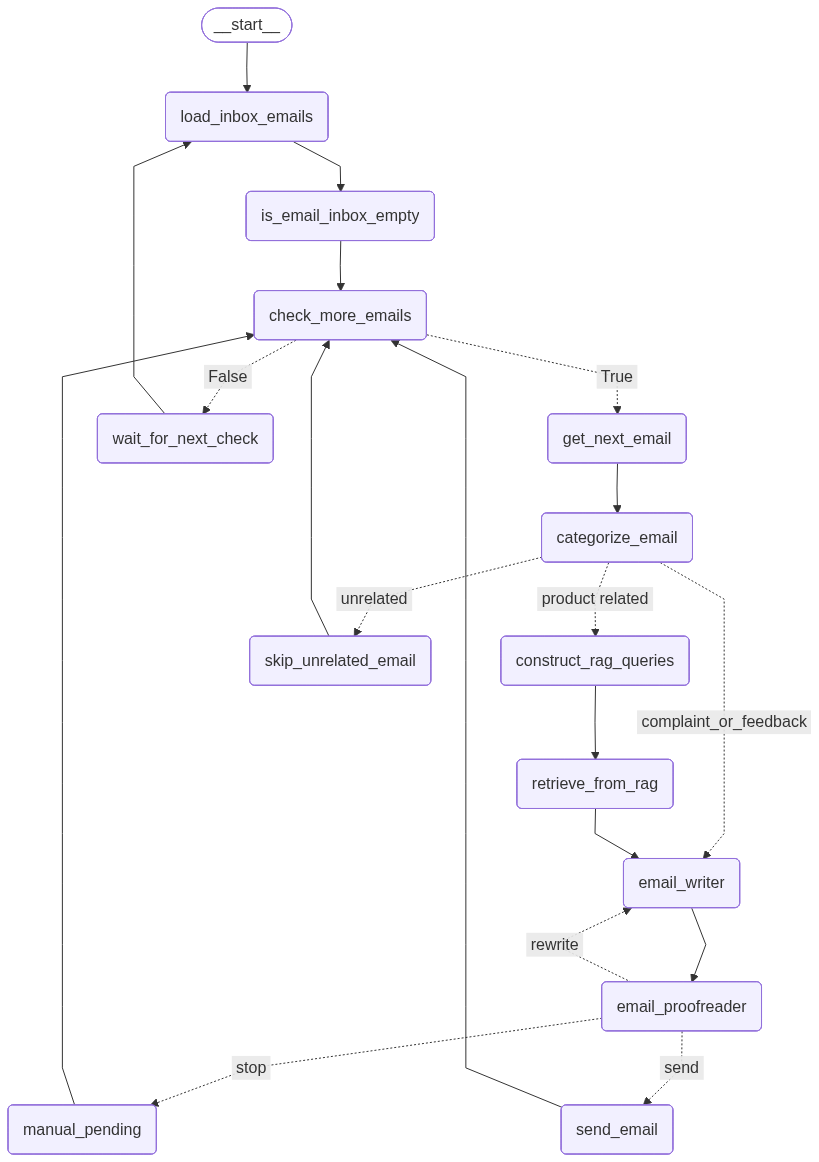 __start__
load_inbox_emails
is_email_inbox_empty
check_more_emails
False
True
wait_for_next_check
get_next_email
categorize_email
unrelated
product related
skip_unrelated_email
construct_rag_queries
complaint_or_feedback
retrieve_from_rag
email_writer
rewrite
email_proofreader
stop
send
manual_pending
send_email